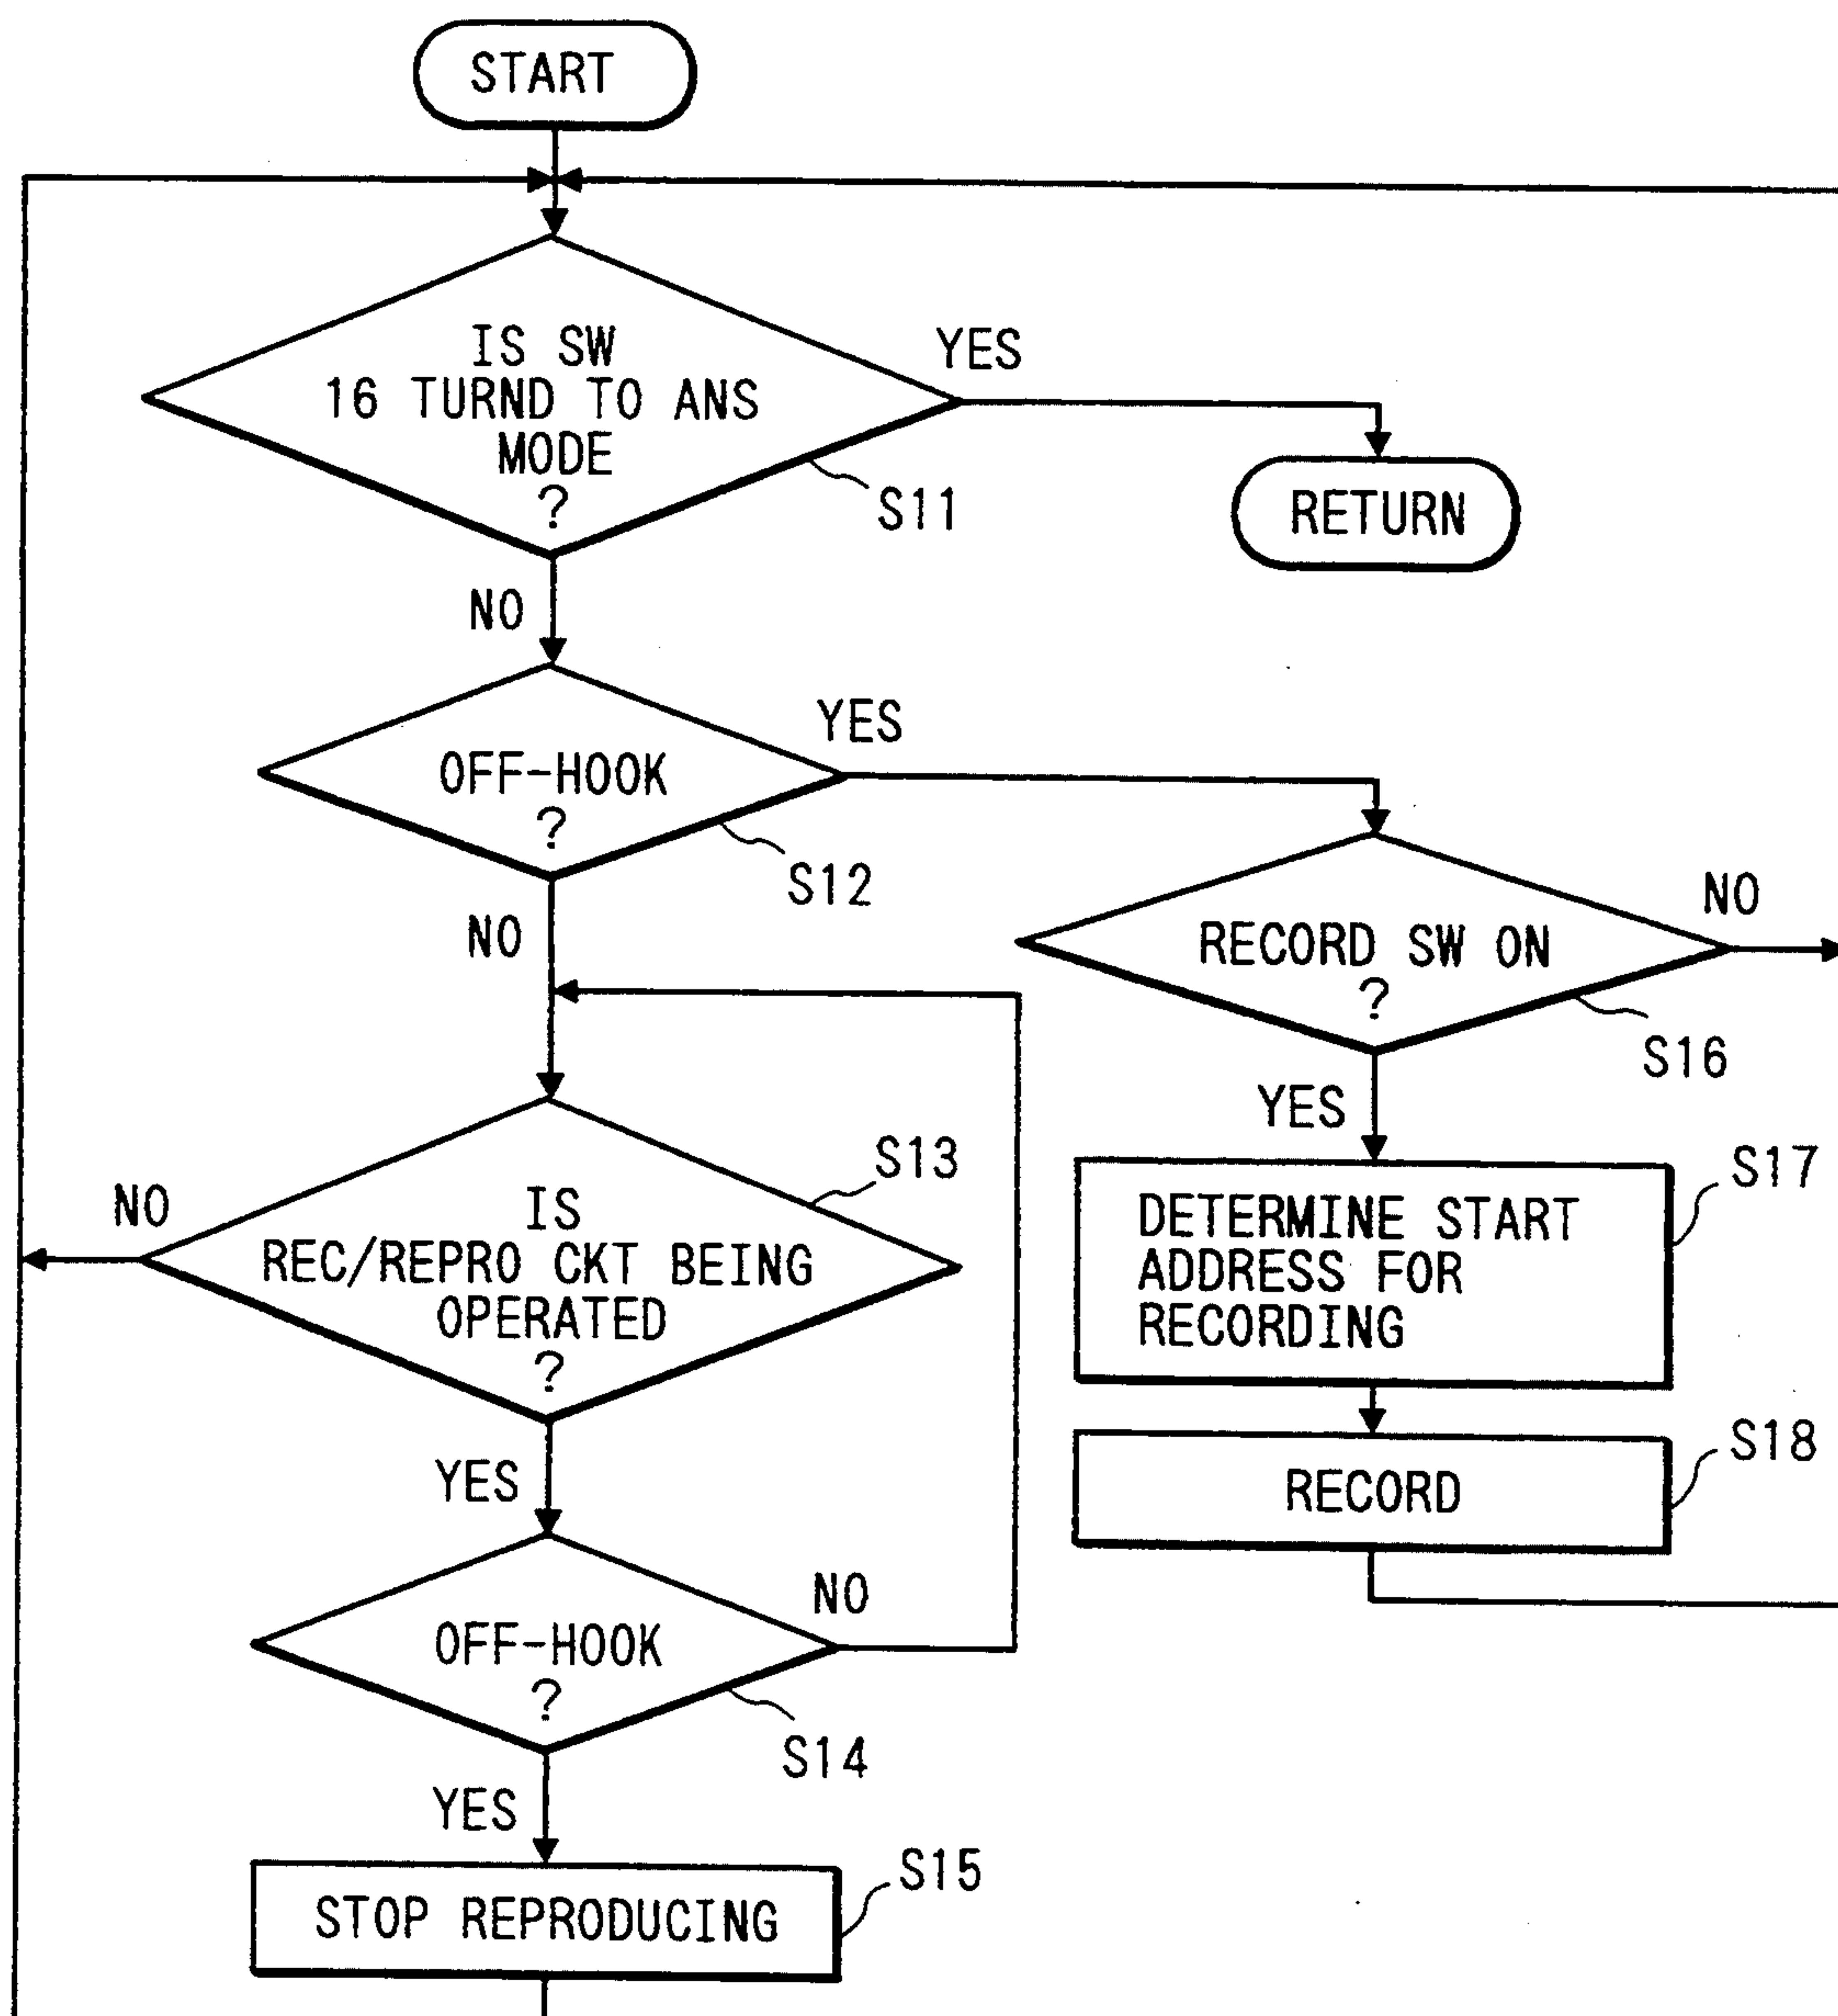 START
IS SW
16 TURND TO ANS
MODE
?
YES
S11
RETURN
NO
OFF-HOOK
?
YES
S12
NO
RECORD SW ON
?
NO
S16
YES
S13
IS
REC/REPRO CKT BEING
OPERATED
?
NO
YES
DETERMINE START
ADDRESS FOR
RECORDING
S17
RECORD
S18
OFF-HOOK
?
NO
S14
YES
STOP REPRODUCING
S15